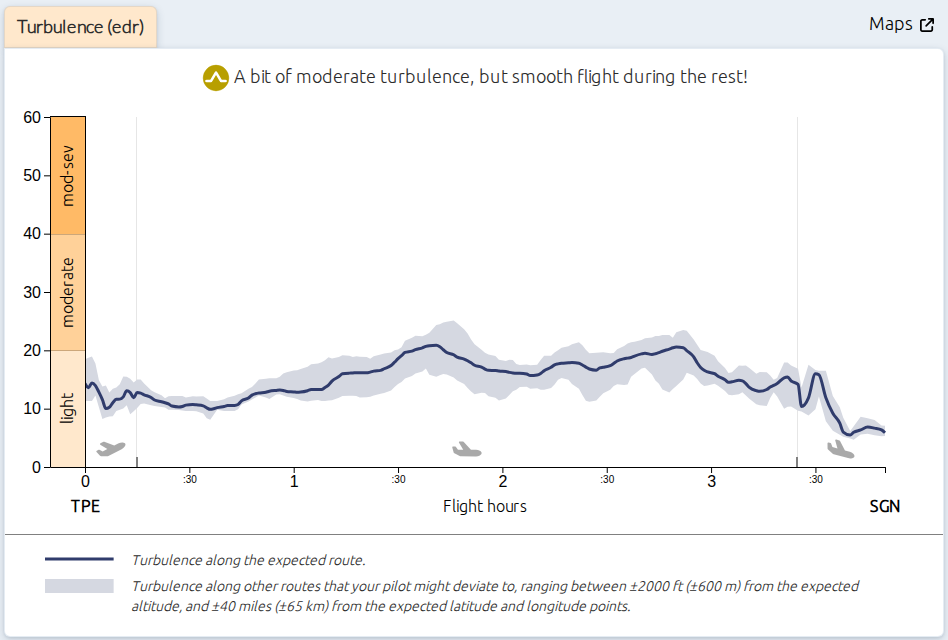 Turbulence (edr)
Maps
A bit of moderate turbulence, but smooth flight during the rest!
60
50
40
30
20
10
0
mod-sev
moderate
light
0 :30 1 :30 2 :30 3 :30
TPE Flight hours SGN
Turbulence along the expected route.
Turbulence along other routes that your pilot might deviate to, ranging between ±2000 ft (±600 m) from the expected
altitude, and ±40 miles (±65 km) from the expected latitude and longitude points.